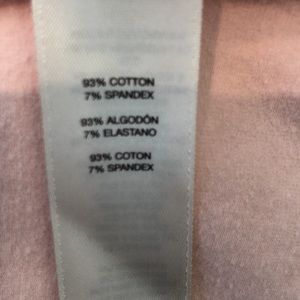 93% COTTON
7% SPANDEX
93% ALGODÓN
7% ELASTANO
93% COTON
7% SPANDEX